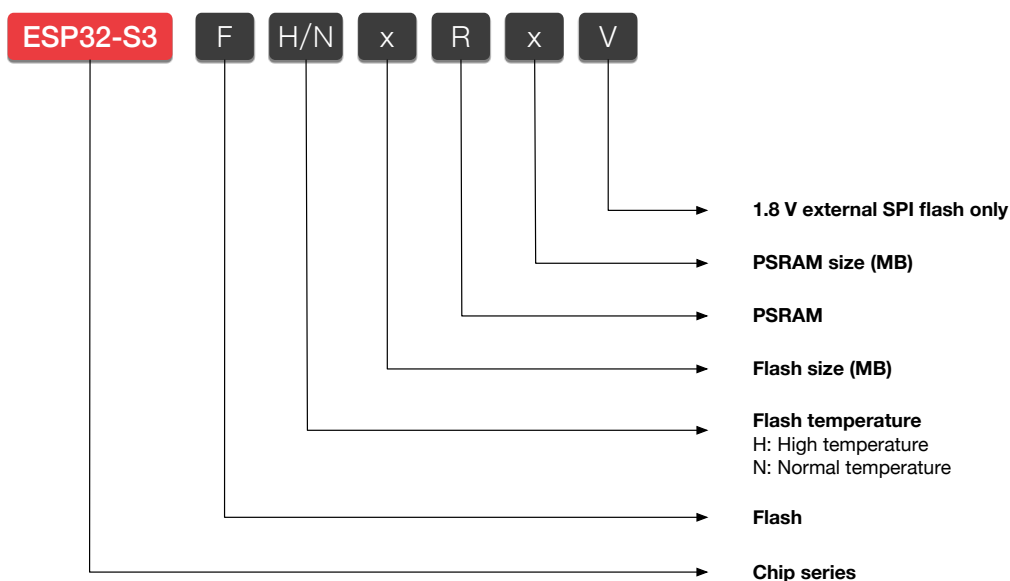 ESP32-S3 F H/N x R x V
1.8 V external SPI flash only
PSRAM size (MB)
PSRAM
Flash size (MB)
Flash temperature
H: High temperature
N: Normal temperature
Flash
Chip series